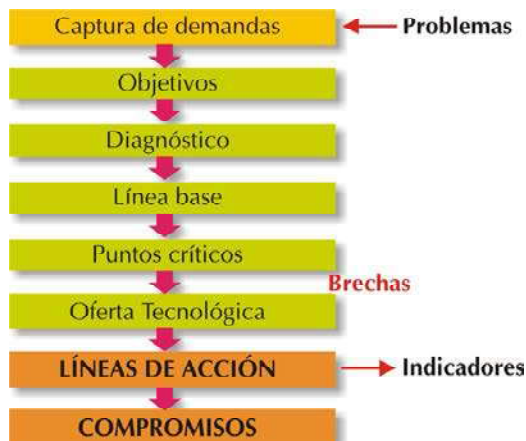 Captura de demandas
Problemas
Objetivos
Diagnóstico
Línea base
Puntos críticos
Brechas
Oferta Tecnológica
LÍNEAS DE ACCIÓN
Indicadores
COMPROMISOS